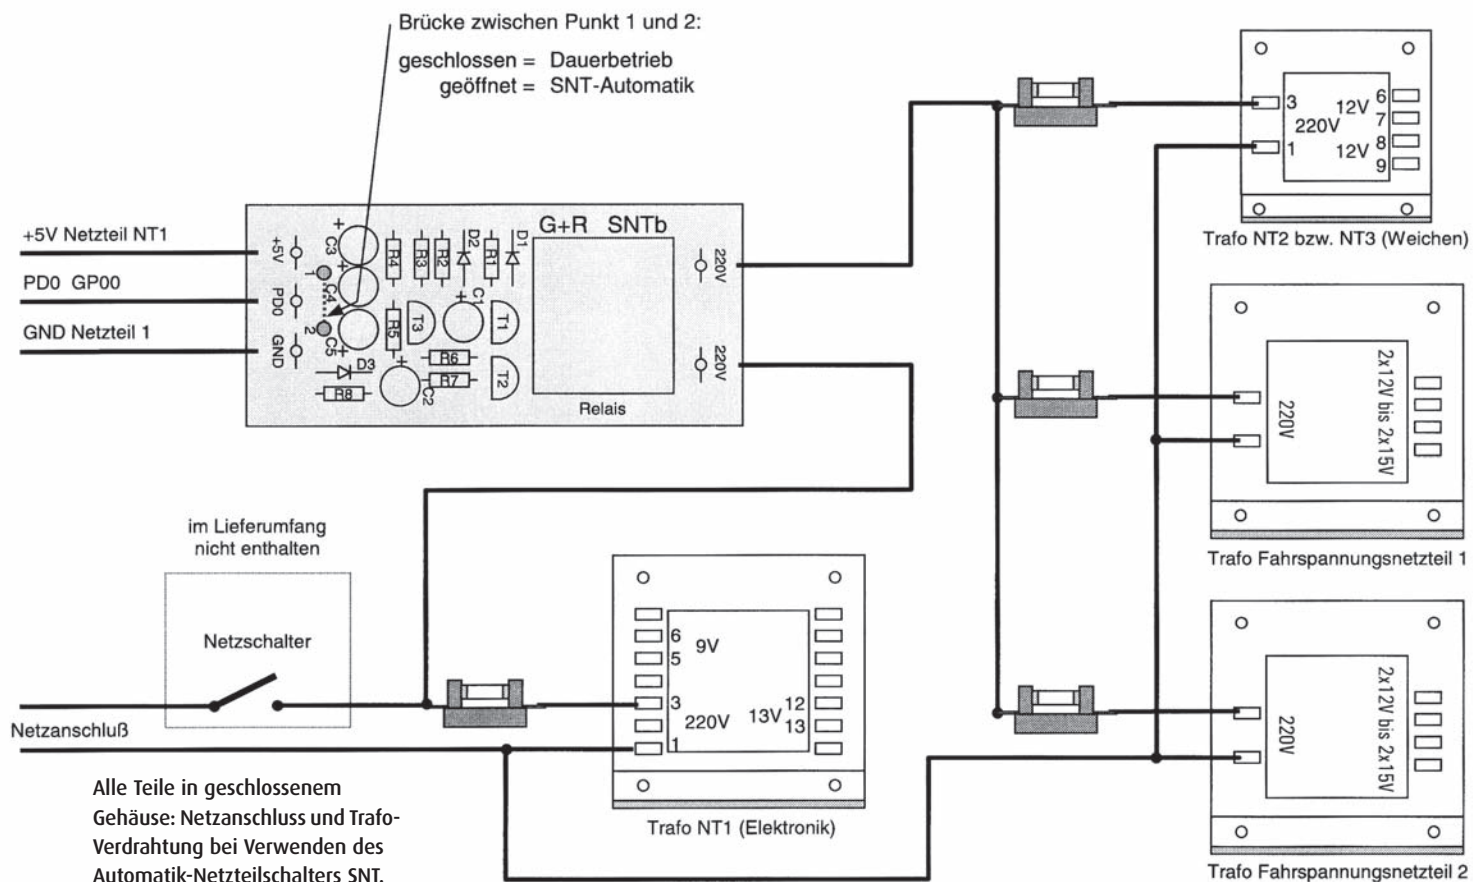 Brücke zwischen Punkt 1 und 2:
geschlossen = Dauerbetrieb
geöffnet = SNT-Automatik
+5V Netzteil NT1
PD0 GP00
GND Netzteil 1
+5V
PD0
GND
1
2
+
C3
+
C4
C5
+
R4
R3
R2
D2
R1
D1
G+R SNTb
R5
T3
+
C1
T1
D3
R8
+
C2
R6
R7
T2
Relais
220V
220V
3
1
220V
12V
12V
6
7
8
9
Trafo NT2 bzw. NT3 (Weichen)
220V
2x12V bis 2x15V
Trafo Fahrspannungsnetzteil 1
220V
2x12V bis 2x15V
Trafo Fahrspannungsnetzteil 2
im Lieferumfang
nicht enthalten
Netzschalter
Netzanschluß
6
5
9V
3
220V
1
13V
12
13
Trafo NT1 (Elektronik)
Alle Teile in geschlossenem
Gehäuse: Netzanschluss und Trafo-
Verdrahtung bei Verwenden des
Automatik-Netzteilschalters SNT.